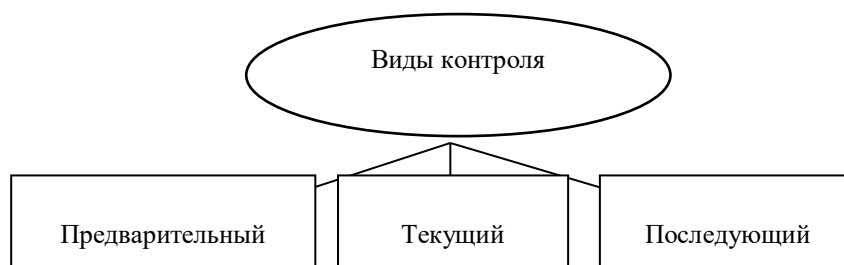 Виды контроля
Предварительный
Текущий
Последующий